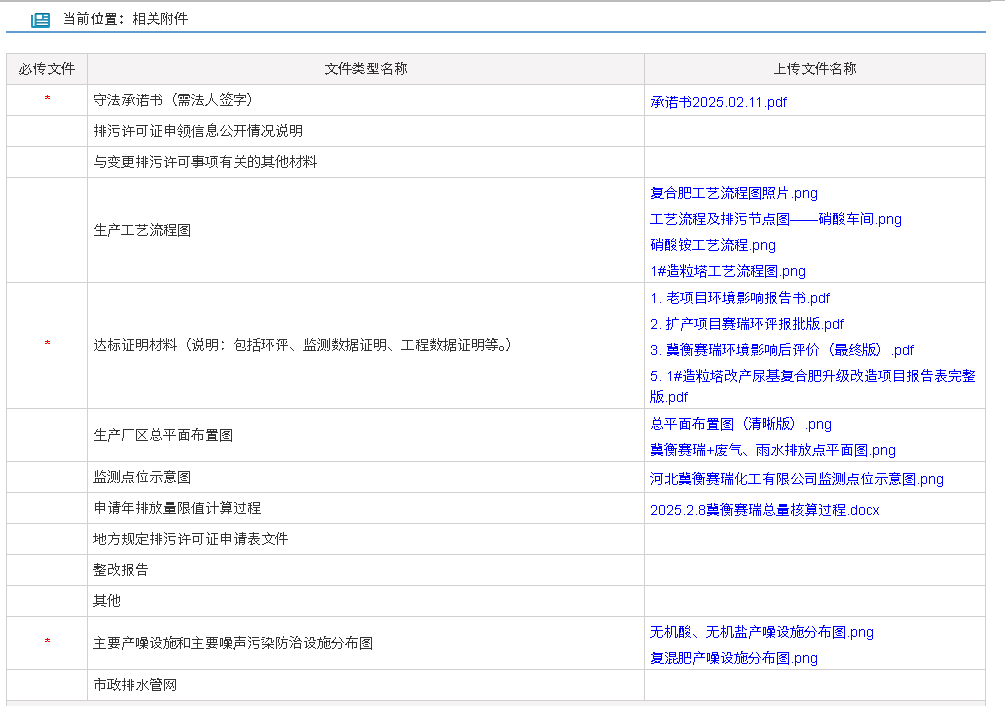 当前位置：相关附件
必传文件 文件类型名称 上传文件名称
* 守法承诺书（需法人签字） 承诺书2025.02.11.pdf
排污许可证申领信息公开情况说明
与变更排污许可事项有关的其他材料
生产工艺流程图
复合肥工艺流程图照片.png
工艺流程及排污节点图——硝酸车间.png
硝酸铵工艺流程.png
1#造粒塔工艺流程图.png
* 达标证明材料（说明：包括环评、监测数据证明、工程数据证明等。）
1. 老项目环境影响报告书.pdf
2. 扩产项目赛瑞环评报批版.pdf
3. 冀衡赛瑞环境影响后评价（最终版）.pdf
5. 1#造粒塔改产尿基复合肥升级改造项目报告表完整
版.pdf
生产厂区总平面布置图
总平面布置图（清晰版）.png
冀衡赛瑞+废气、雨水排放点平面图.png
监测点位示意图 河北冀衡赛瑞化工有限公司监测点位示意图.png
申请年排放量限值计算过程 2025.2.8冀衡赛瑞总量核算过程.docx
地方规定排污许可证申请表文件
整改报告
其他
* 主要产噪设施和主要噪声污染防治设施分布图
无机酸、无机盐产噪设施分布图.png
复混肥产噪设施分布图.png
市政排水管网